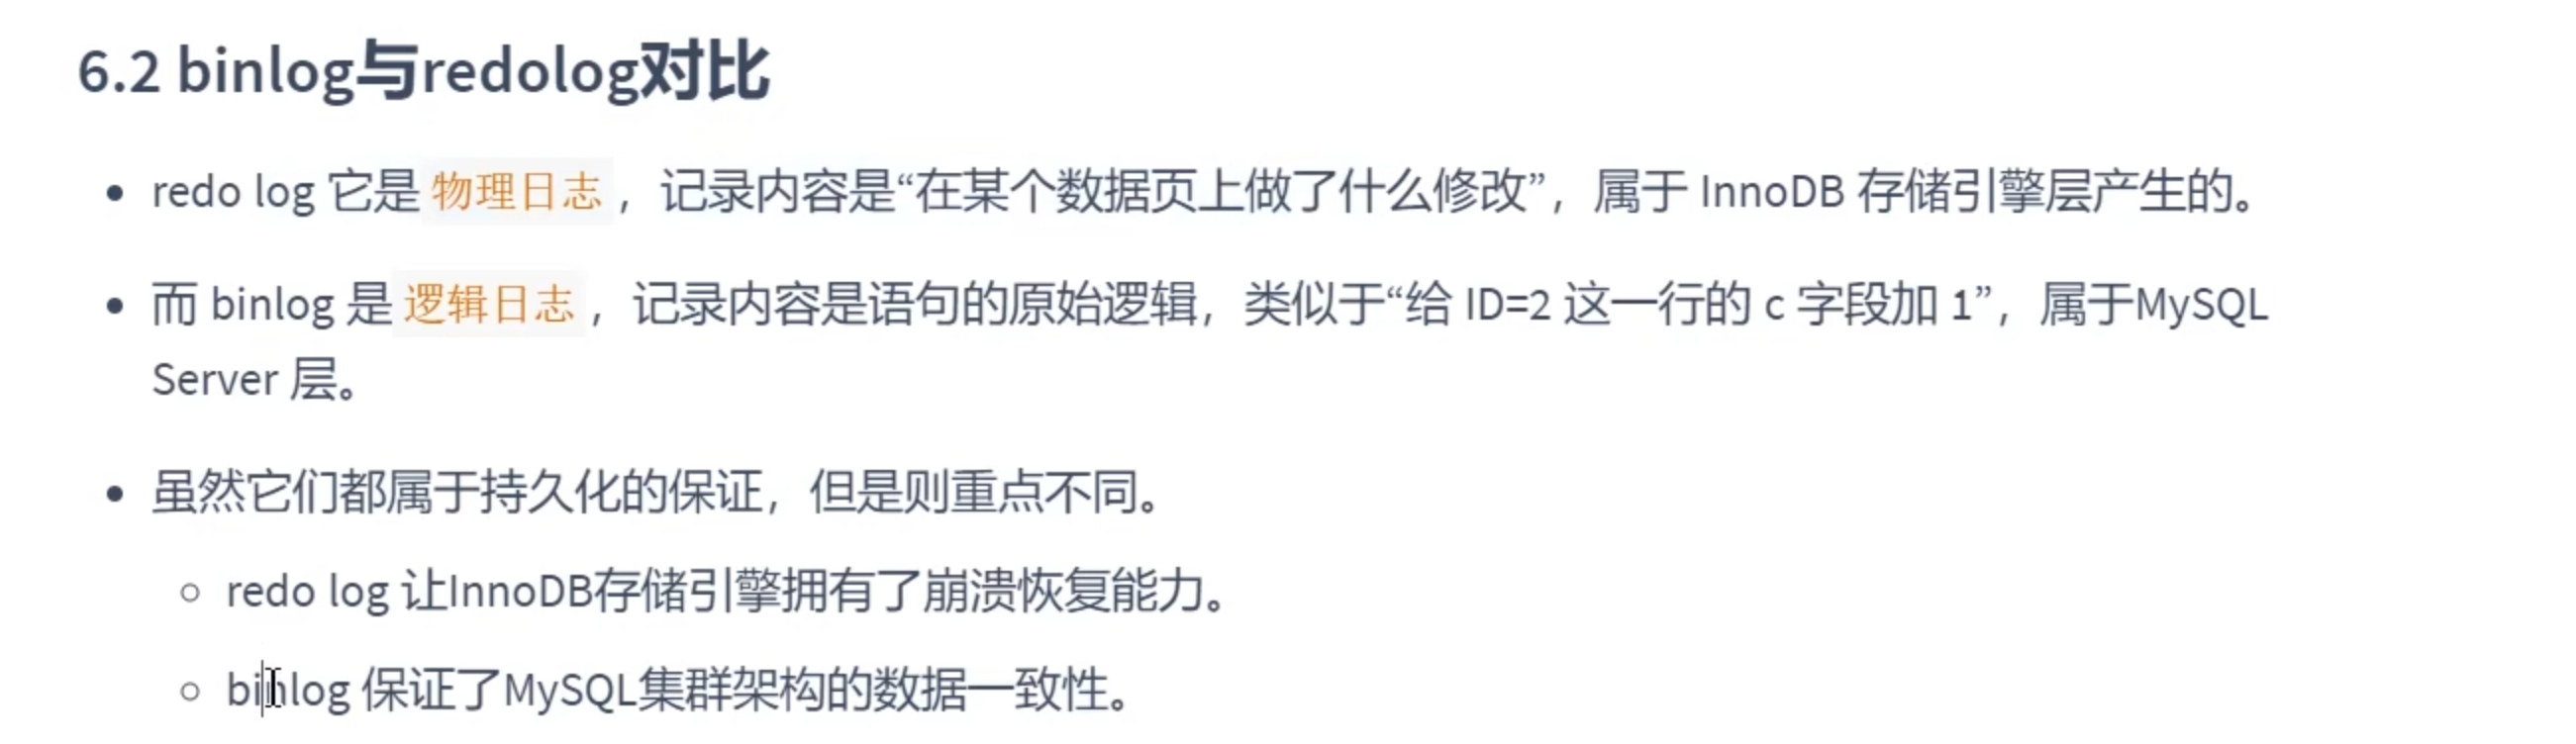 6.2 binlog与redolog对比
redo log 它是 物理日志 ，记录内容是“在某个数据页上做了什么修改”，属于 InnoDB 存储引擎层产生的。
而 binlog 是 逻辑日志 ，记录内容是语句的原始逻辑，类似于“给 ID=2 这一行的 c 字段加 1”，属于MySQL
Server 层。
虽然它们都属于持久化的保证，但是则重点不同。
redo log 让InnoDB存储引擎拥有了崩溃恢复能力。
binlog 保证了MySQL集群架构的数据一致性。